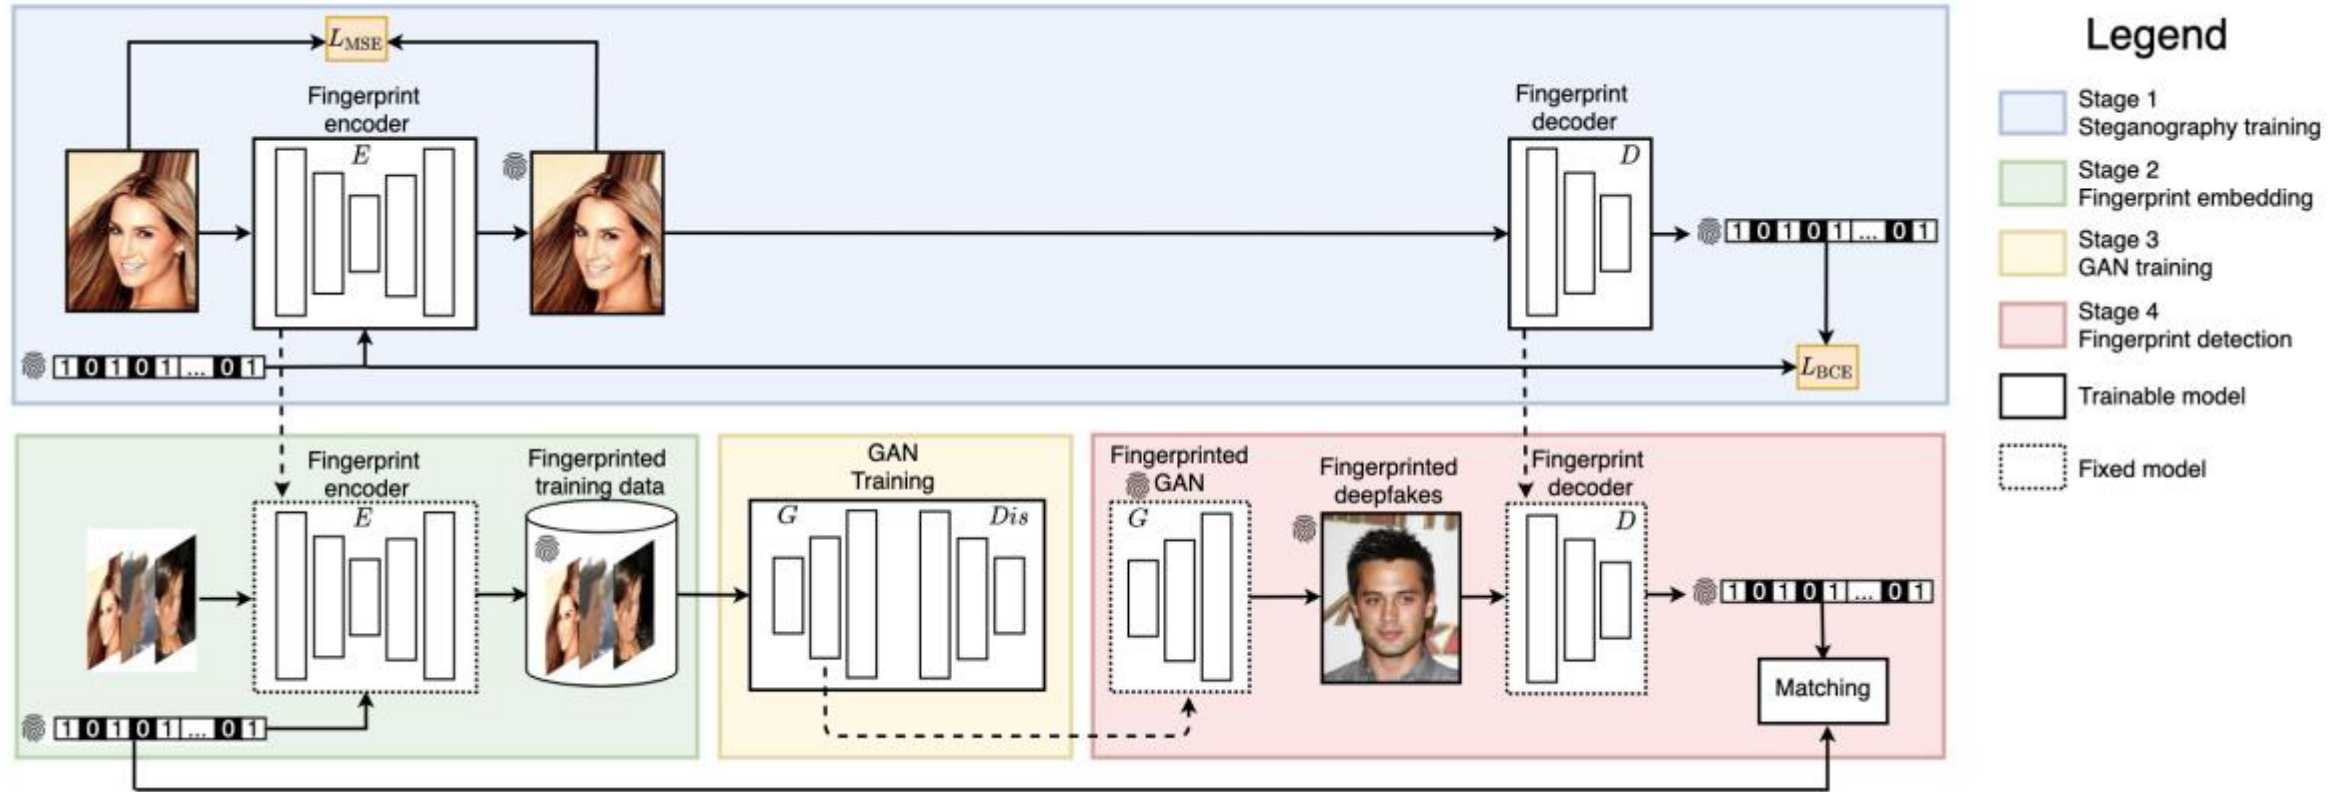 L_MSE
Fingerprint
encoder
E
1 0 1 0 1 ... 0 1
Fingerprint
decoder
D
1 0 1 0 1 ... 0 1
L_BCE
Fingerprint
encoder
E
1 0 1 0 1 ... 0 1
Fingerprinted
training data
GAN
Training
G
Dis
Fingerprinted
GAN
G
Fingerprinted
deepfakes
Fingerprint
decoder
D
1 0 1 0 1 ... 0 1
Matching
Legend
Stage 1
Steganography training
Stage 2
Fingerprint embedding
Stage 3
GAN training
Stage 4
Fingerprint detection
Trainable model
Fixed model